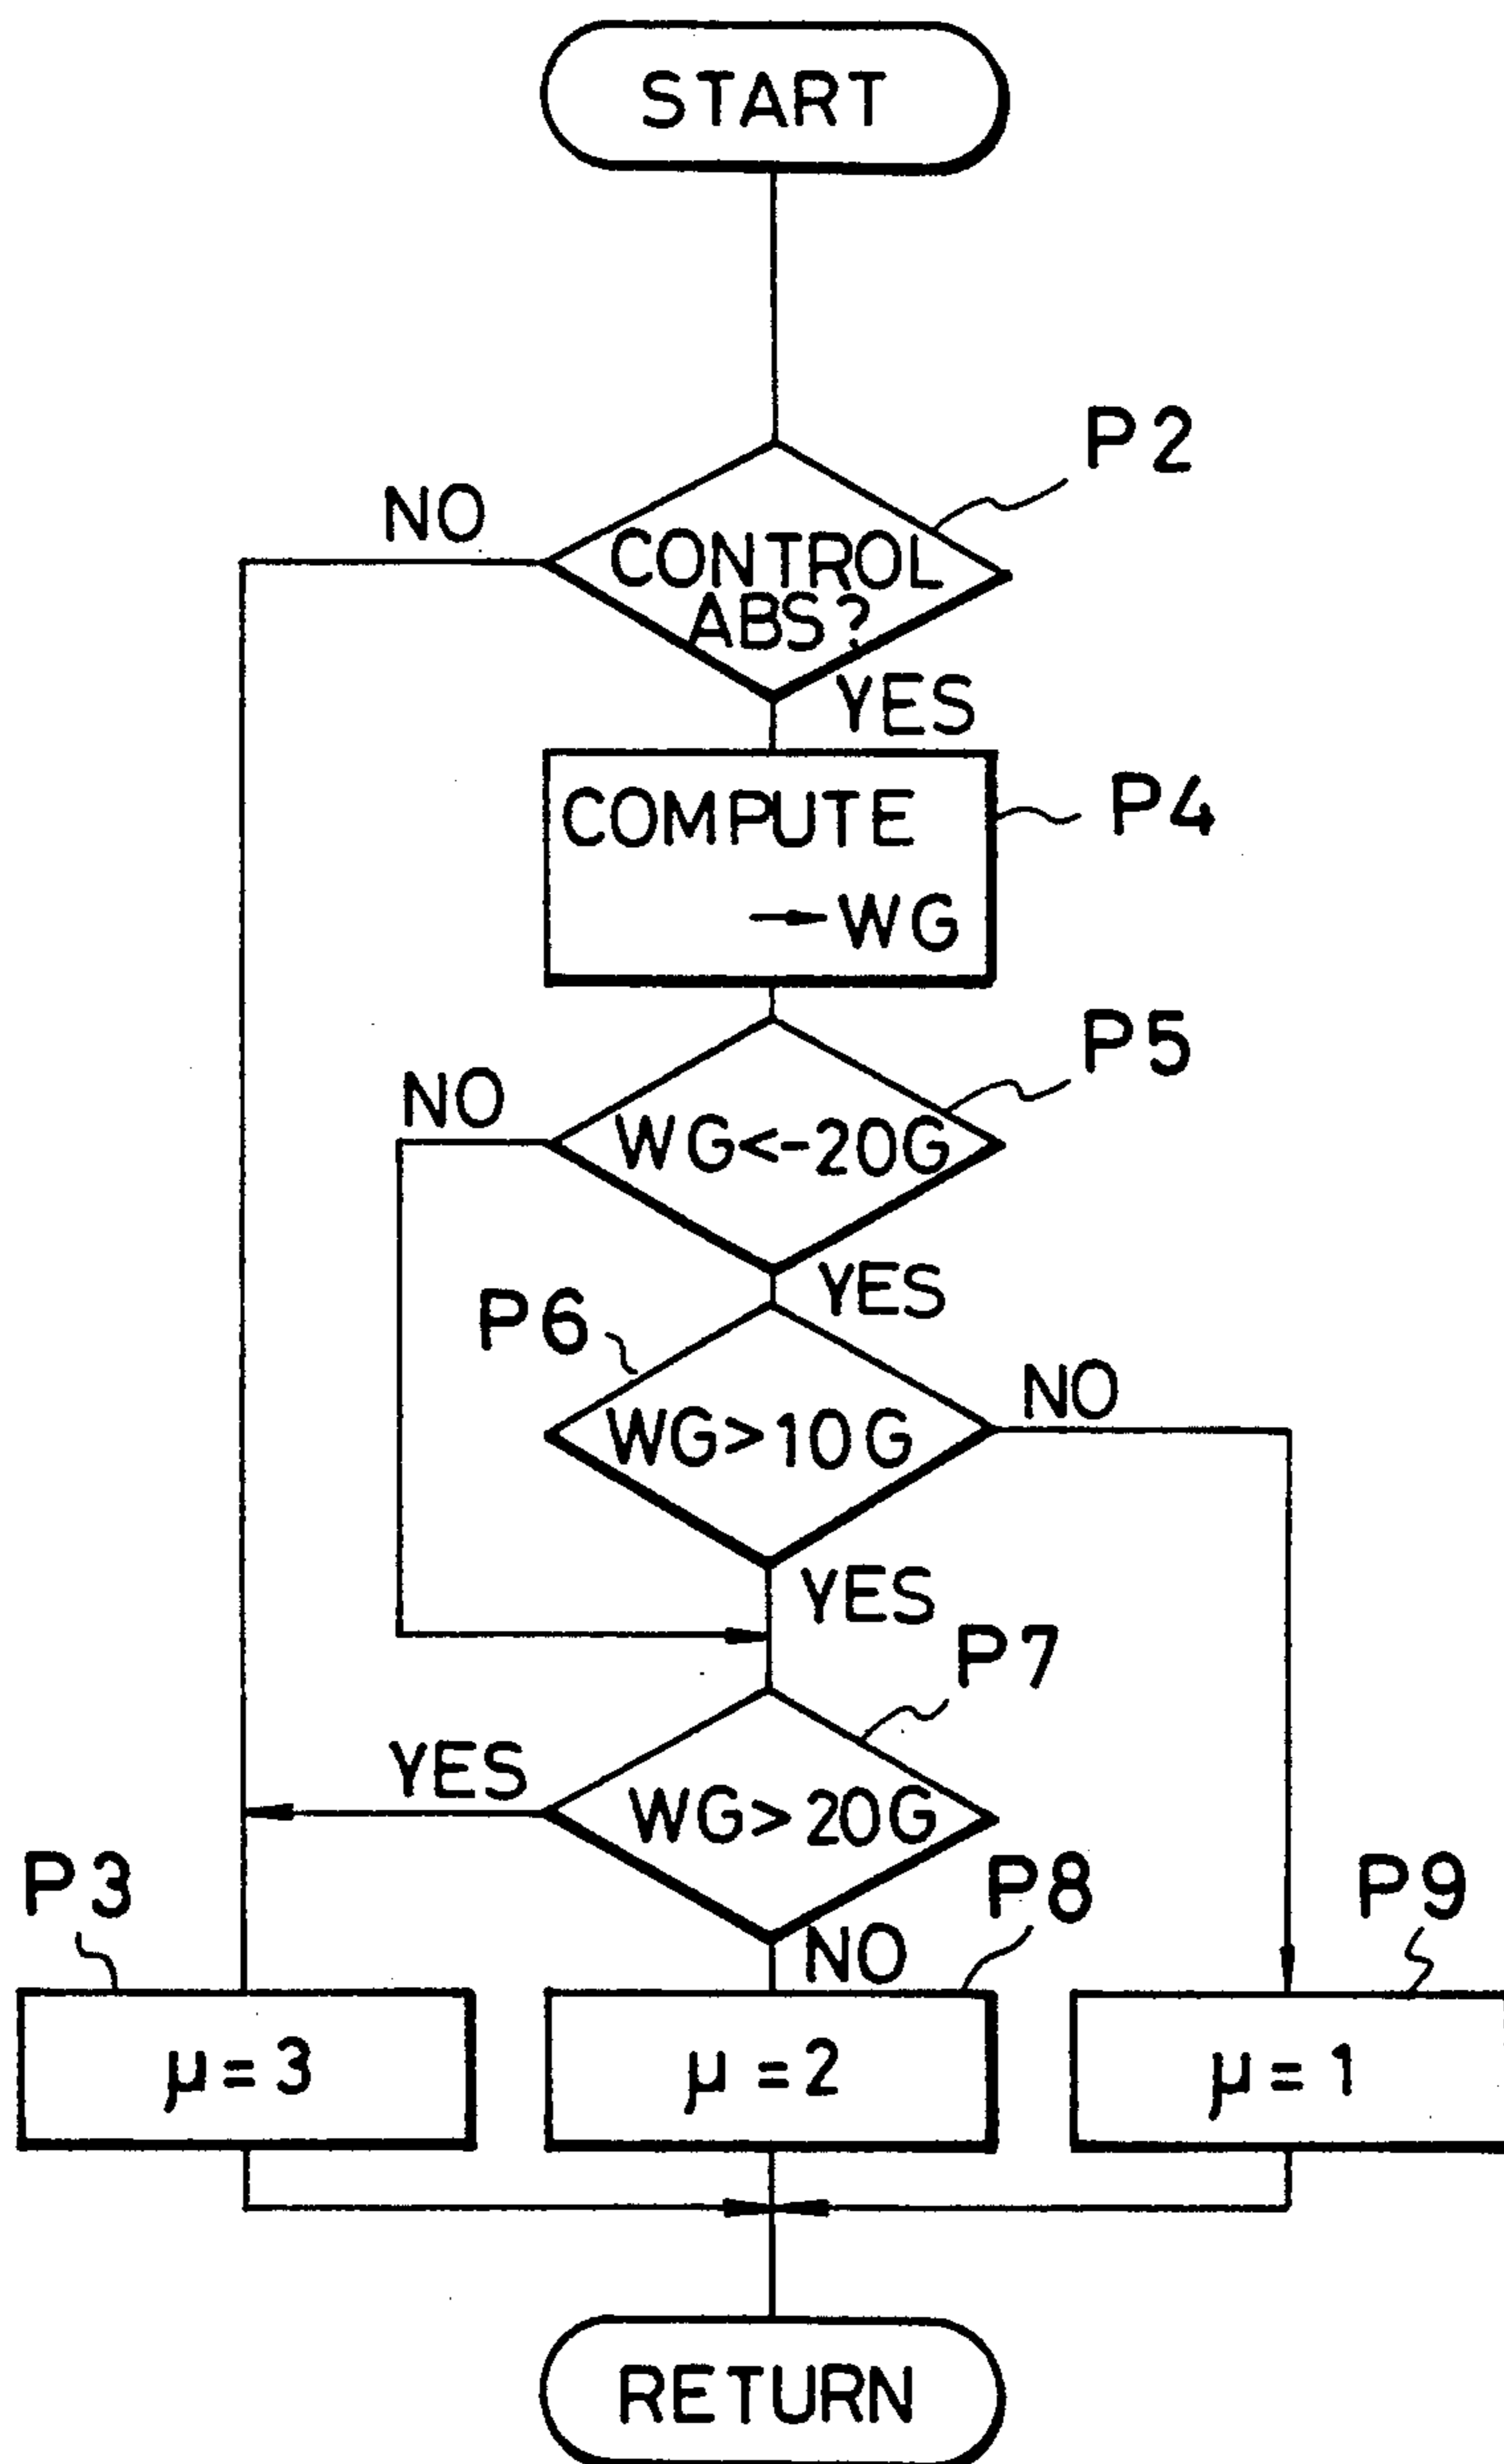 START
P2
NO
CONTROL
ABS?
YES
COMPUTE
P4
→WG
P5
NO
WG<-20G
YES
P6
NO
WG>10G
YES
P7
YES
WG>20G
P3
P8
P9
NO
μ=3
μ=2
μ=1
RETURN